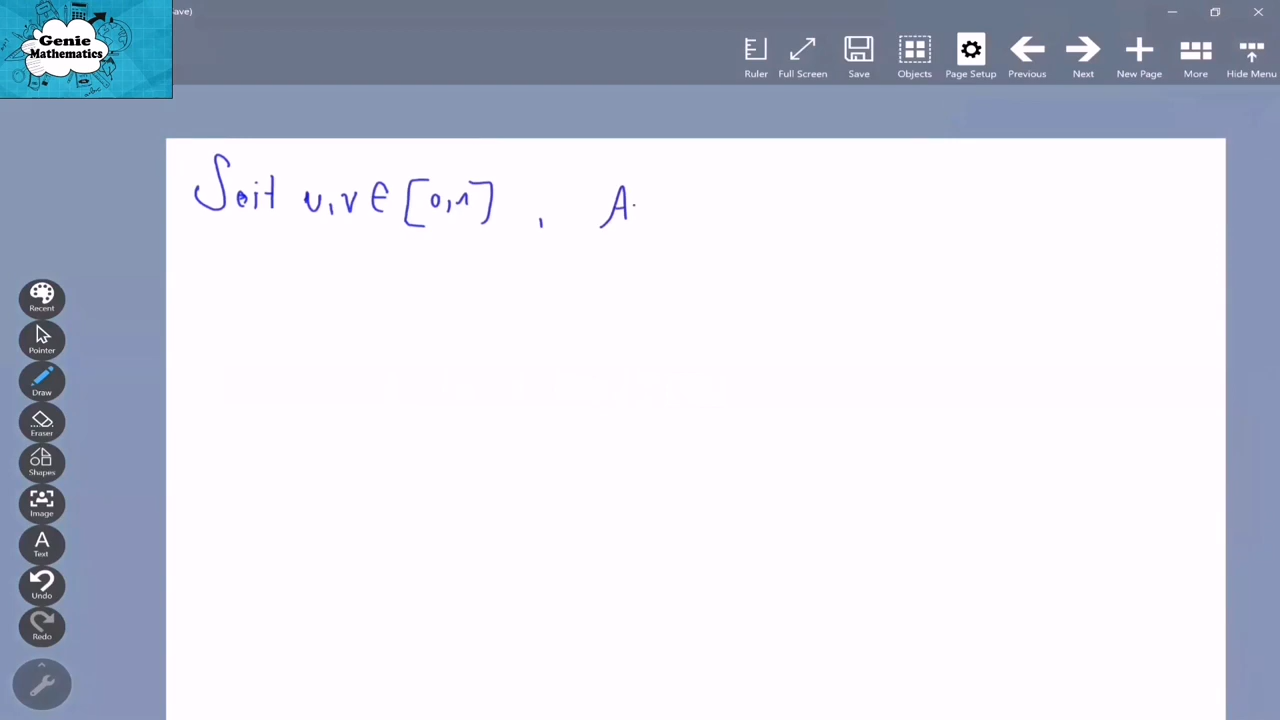 Save)
Genie
Mathematics
Ruler
Full Screen
Save
Objects
Page Setup
Previous
Next
New Page
More
Hide Menu
Soit u,v ∈ [0,1] , A
Recent
Pointer
Draw
Eraser
Shapes
Image
A
Text
Undo
Redo